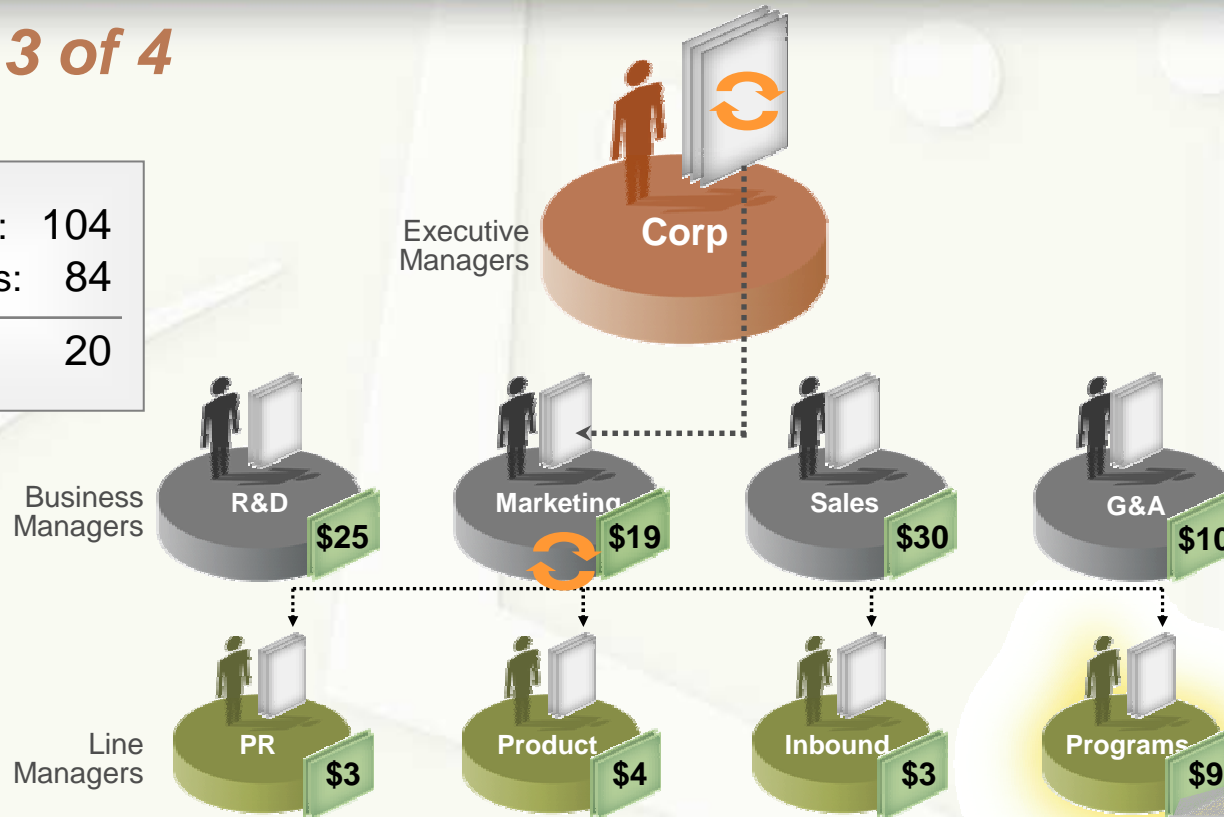 3 of 4
: 104
s: 84
20
Executive
Managers
Corp
Business
Managers
R&D
$25
Marketing
$19
Sales
$30
G&A
$10
Line
Managers
PR
$3
Product
$4
Inbound
$3
Programs
$9